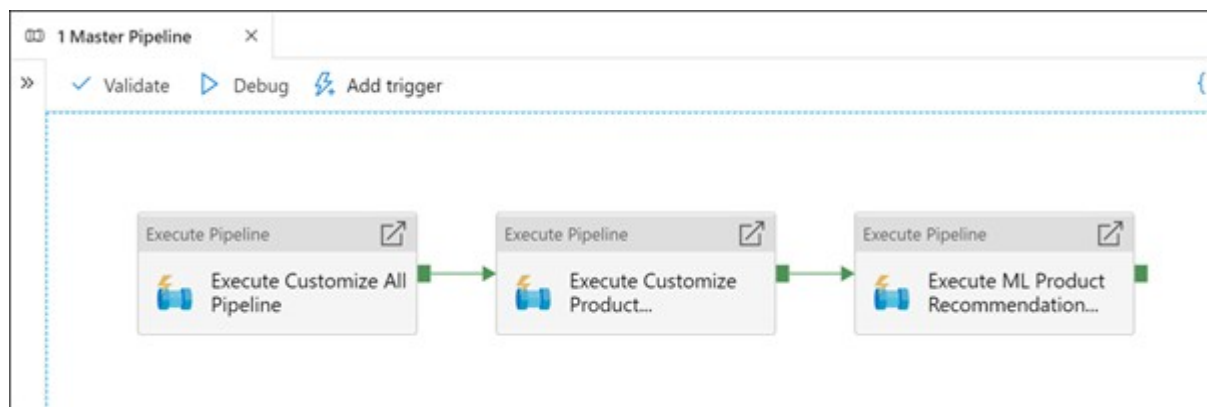 1 Master Pipeline
Validate Debug Add trigger
Execute Pipeline
Execute Customize All
Pipeline
Execute Pipeline
Execute Customize
Product...
Execute Pipeline
Execute ML Product
Recommendation...